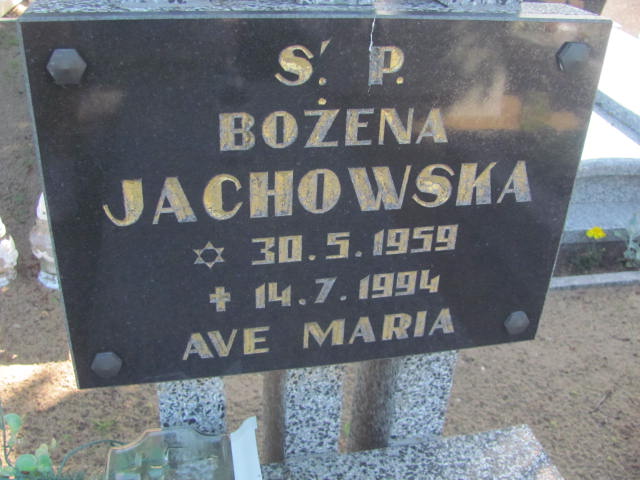 Ś. P.
BOŻENA
JACHOWSKA
✡ 30.5.1959
✝ 14.7.1994
AVE MARIA